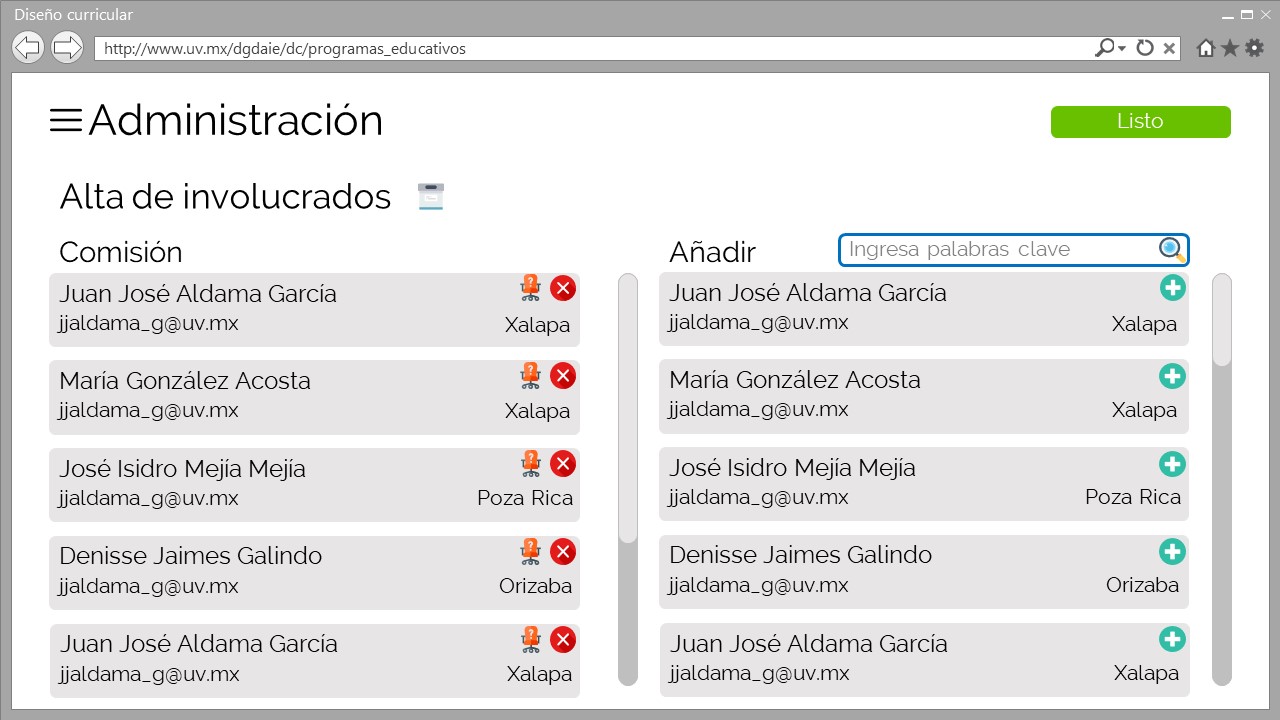 Diseño curricular
http://www.uv.mx/dgdaie/dc/programas_educativos
Administración
Listo
Alta de involucrados
Comisión
Juan José Aldama García
jjaldama_g@uv.mx
Xalapa
María González Acosta
jjaldama_g@uv.mx
Xalapa
José Isidro Mejía Mejía
jjaldama_g@uv.mx
Poza Rica
Denisse Jaimes Galindo
jjaldama_g@uv.mx
Orizaba
Juan José Aldama García
jjaldama_g@uv.mx
Xalapa
Añadir
Ingresa palabras clave
Juan José Aldama García
jjaldama_g@uv.mx
Xalapa
María González Acosta
jjaldama_g@uv.mx
Xalapa
José Isidro Mejía Mejía
jjaldama_g@uv.mx
Poza Rica
Denisse Jaimes Galindo
jjaldama_g@uv.mx
Orizaba
Juan José Aldama García
jjaldama_g@uv.mx
Xalapa